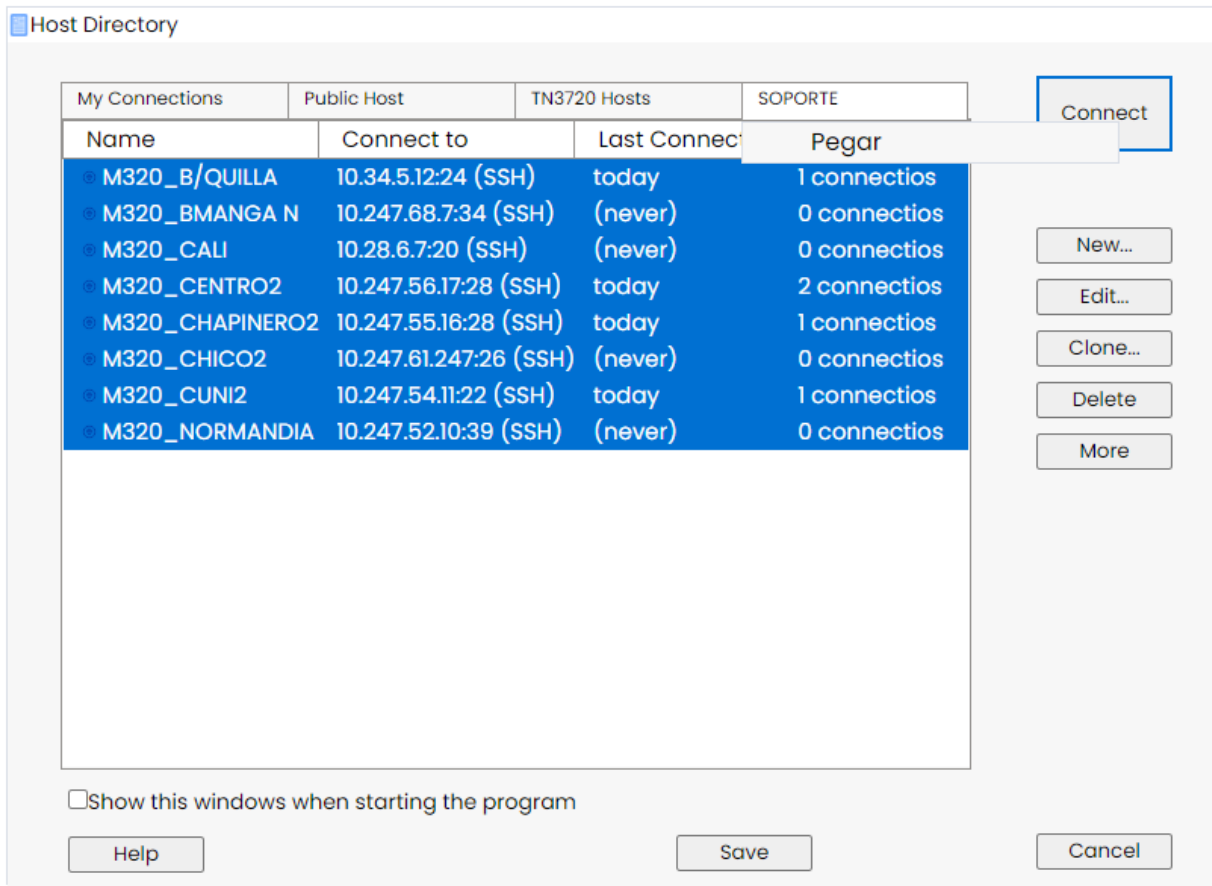 Host Directory
My Connections Public Host TN3720 Hosts SOPORTE
Connect
Name Connect to Last Connect Pegar
M320_B/QUILLA 10.34.5.12:24 (SSH) today 1 connectios
M320_BMANGA N 10.247.68.7:34 (SSH) (never) 0 connectios
M320_CALI 10.28.6.7:20 (SSH) (never) 0 connectios
New...
M320_CENTRO2 10.247.56.17:28 (SSH) today 2 connectios
Edit...
M320_CHAPINERO2 10.247.55.16:28 (SSH) today 1 connectios
Clone...
M320_CHICO2 10.247.61.247:26 (SSH) (never) 0 connectios
M320_CUNI2 10.247.54.11:22 (SSH) today 1 connectios
Delete
M320_NORMANDIA 10.247.52.10:39 (SSH) (never) 0 connectios
More
Show this windows when starting the program
Help Save Cancel